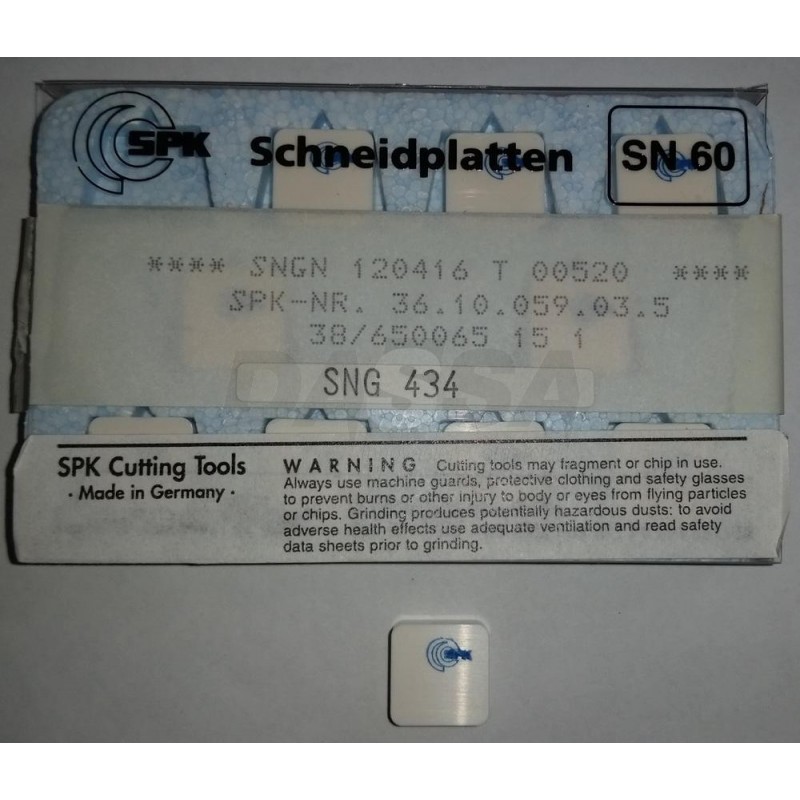 SPK Schneidplatten SN 60
**** SNGN 120416 T 00520 ****
SPK-NR. 36.10.059.03.5
38/650065 15 1
DASSA
SNG 434
SPK Cutting Tools
· Made in Germany ·
WARNING Cutting tools may fragment or chip in use.
Always use machine guards, protective clothing and safety glasses
to prevent burns or other injury to body or eyes from flying particles
or chips. Grinding produces potentially hazardous dusts: to avoid
adverse health effects use adequate ventilation and read safety
data sheets prior to grinding.
SPK